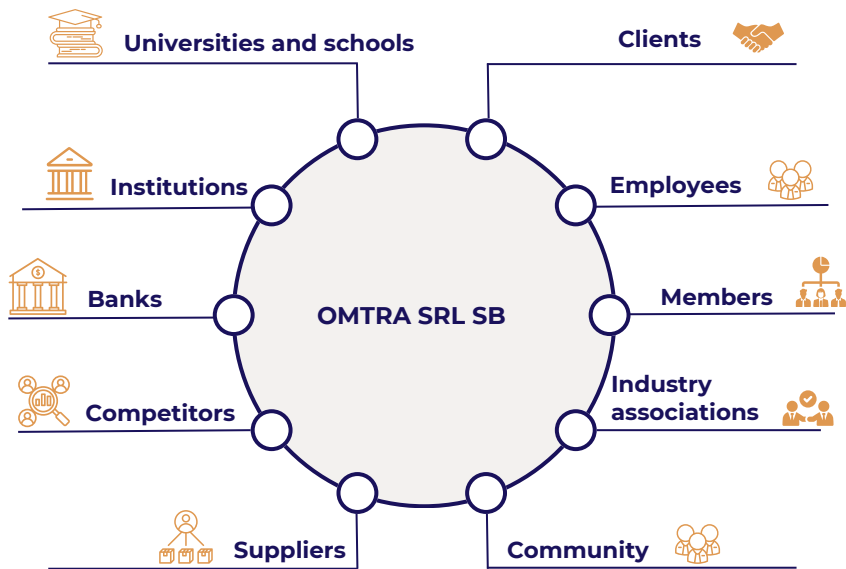 Universities and schools
Clients
Institutions
Employees
Banks
OMTRA SRL SB
Members
Competitors
Industry
associations
Suppliers
Community